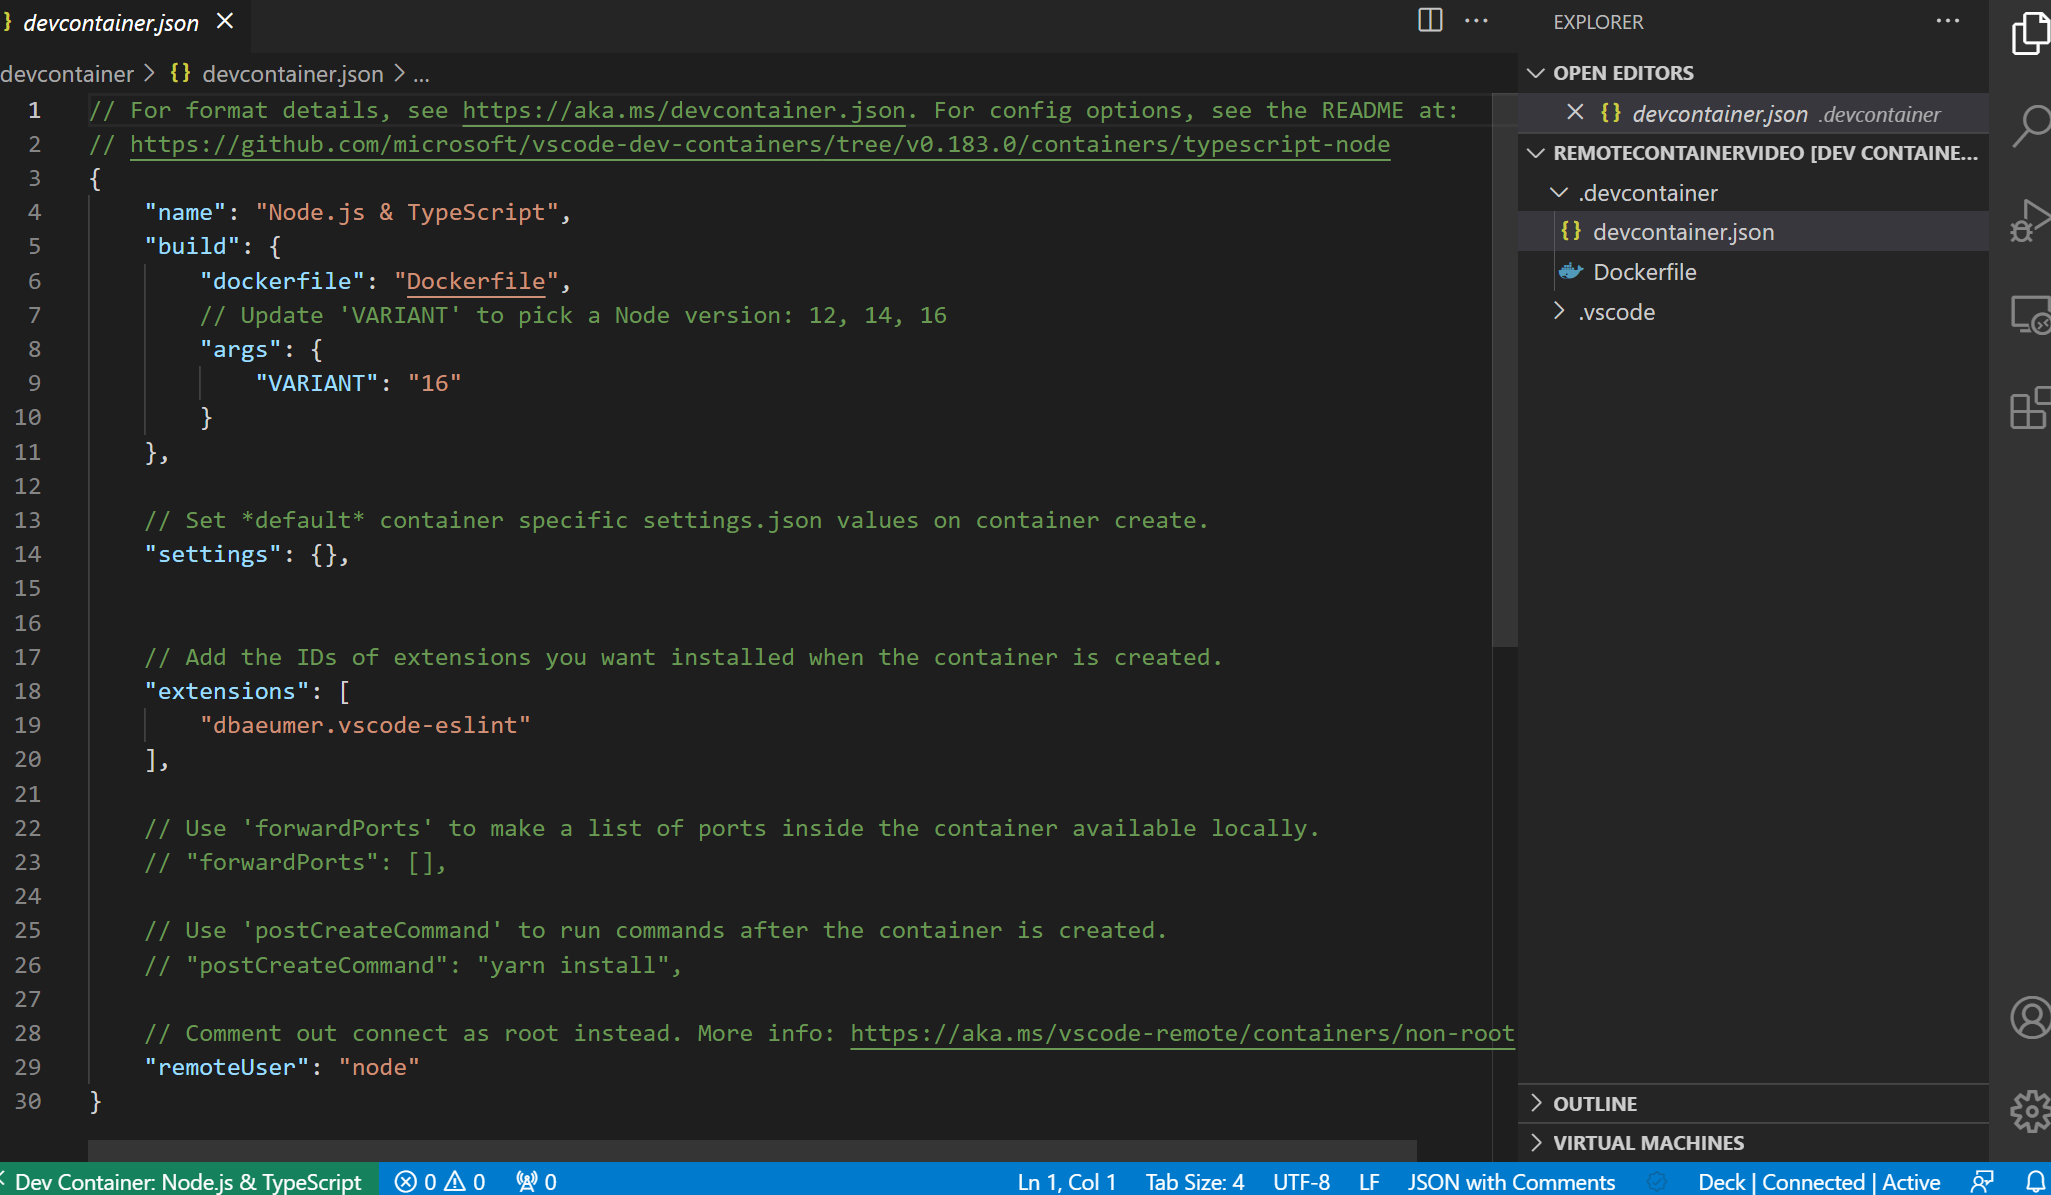 devcontainer.json
devcontainer > {} devcontainer.json > ...
1 // For format details, see https://aka.ms/devcontainer.json. For config options, see the README at:
2 // https://github.com/microsoft/vscode-dev-containers/tree/v0.183.0/containers/typescript-node
3 {
4 "name": "Node.js & TypeScript",
5 "build": {
6 "dockerfile": "Dockerfile",
7 // Update 'VARIANT' to pick a Node version: 12, 14, 16
8 "args": {
9 "VARIANT": "16"
10 }
11 },
12
13 // Set *default* container specific settings.json values on container create.
14 "settings": {},
15
16
17 // Add the IDs of extensions you want installed when the container is created.
18 "extensions": [
19 "dbaeumer.vscode-eslint"
20 ],
21
22 // Use 'forwardPorts' to make a list of ports inside the container available locally.
23 // "forwardPorts": [],
24
25 // Use 'postCreateCommand' to run commands after the container is created.
26 // "postCreateCommand": "yarn install",
27
28 // Comment out connect as root instead. More info: https://aka.ms/vscode-remote/containers/non-root
29 "remoteUser": "node"
30 }
EXPLORER
OPEN EDITORS
{} devcontainer.json .devcontainer
REMOTECONTAINERVIDEO [DEV CONTAINE...
.devcontainer
{} devcontainer.json
Dockerfile
.vscode
OUTLINE
VIRTUAL MACHINES
Dev Container: Node.js & TypeScript 0 0 0 Ln 1, Col 1 Tab Size: 4 UTF-8 LF JSON with Comments Deck | Connected | Active